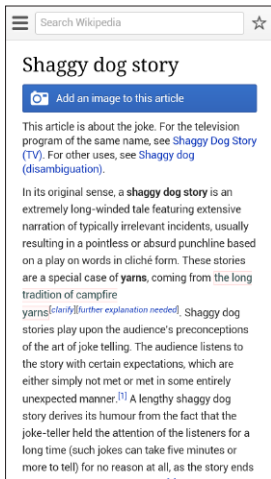 Search Wikipedia
Shaggy dog story
Add an image to this article
This article is about the joke. For the television
program of the same name, see Shaggy Dog Story
(TV). For other uses, see Shaggy dog
(disambiguation).
In its original sense, a shaggy dog story is an
extremely long-winded tale featuring extensive
narration of typically irrelevant incidents, usually
resulting in a pointless or absurd punchline based
on a play on words in cliché form. These stories
are a special case of yarns, coming from the long
tradition of campfire
yarns[clarify][further explanation needed]. Shaggy dog
stories play upon the audience's preconceptions
of the art of joke telling. The audience listens to
the story with certain expectations, which are
either simply not met or met in some entirely
unexpected manner.[1] A lengthy shaggy dog
story derives its humour from the fact that the
joke-teller held the attention of the listeners for a
long time (such jokes can take five minutes or
more to tell) for no reason at all, as the story ends